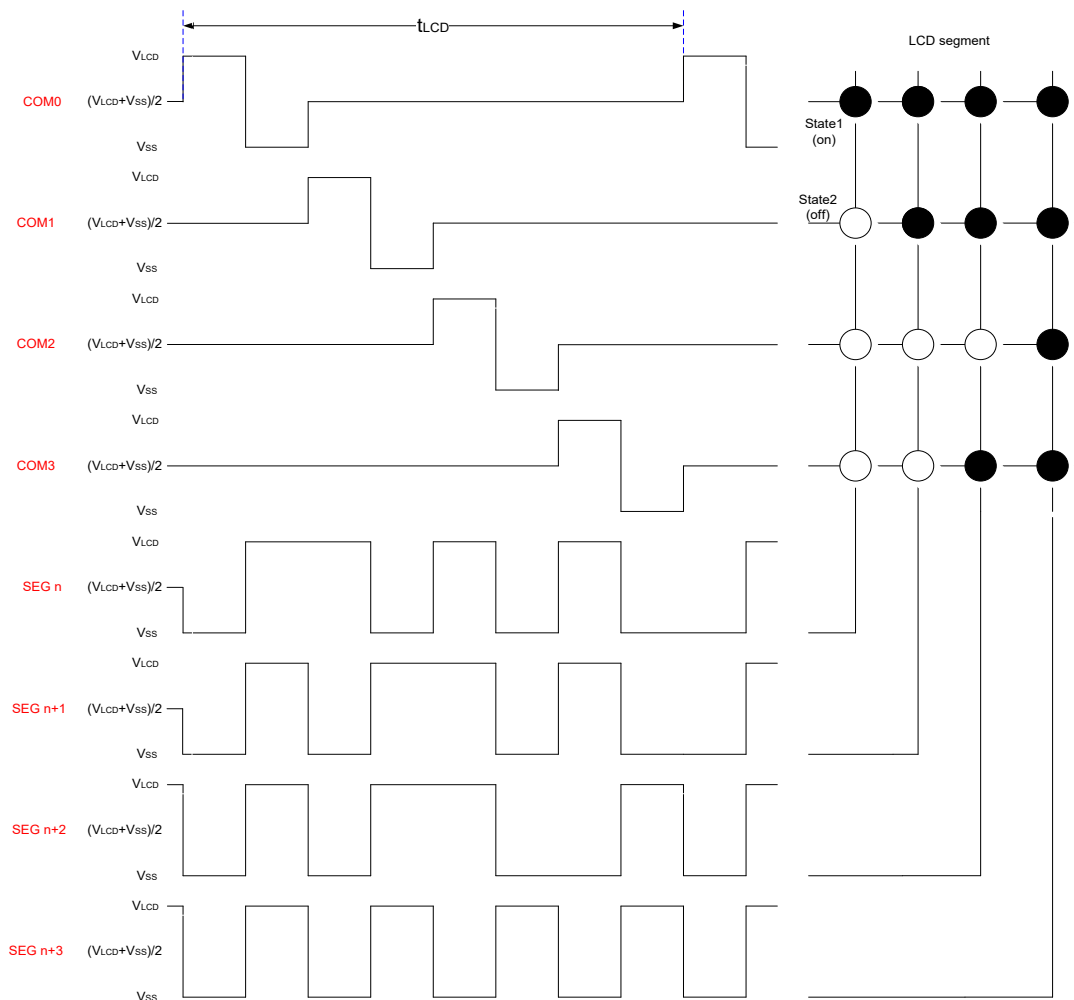 tLCD
LCD segment
VLCD
COM0 (VLCD+VSS)/2
State1
(on)
VSS
VLCD
State2
(off)
COM1 (VLCD+VSS)/2
VSS
VLCD
COM2 (VLCD+VSS)/2
VSS
VLCD
COM3 (VLCD+VSS)/2
VSS
VLCD
SEG n (VLCD+VSS)/2
VSS
VLCD
SEG n+1 (VLCD+VSS)/2
VSS
VLCD
SEG n+2 (VLCD+VSS)/2
VSS
VLCD
SEG n+3 (VLCD+VSS)/2
VSS